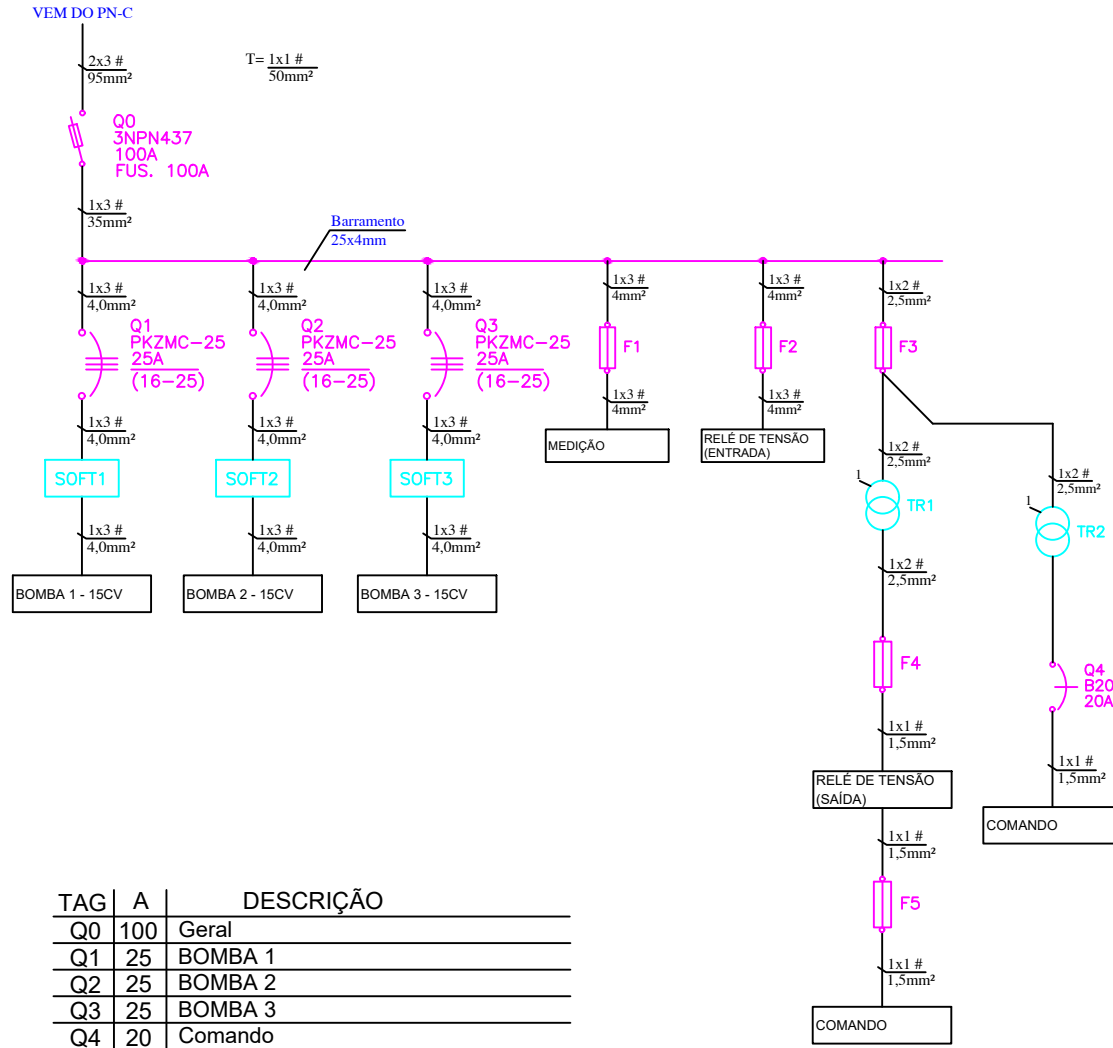 VEM DO PN-C
2x3 #
95mm²
T= 1x1 #
50mm²
Q0
3NPN437
100A
FUS. 100A
1x3 #
35mm²
Barramento
25x4mm
1x3 #
4,0mm²
1x3 #
4,0mm²
1x3 #
4,0mm²
1x3 #
4mm²
1x3 #
4mm²
1x2 #
2,5mm²
Q1
PKZMC-25
25A
(16-25)
Q2
PKZMC-25
25A
(16-25)
Q3
PKZMC-25
25A
(16-25)
F1
F2
F3
1x3 #
4,0mm²
1x3 #
4,0mm²
1x3 #
4,0mm²
1x3 #
4mm²
1x3 #
4mm²
MEDIÇÃO
RELÉ DE TENSÃO
(ENTRADA)
SOFT1
SOFT2
SOFT3
1x2 #
2,5mm²
1x2 #
2,5mm²
1
TR1
1
TR2
1x3 #
4,0mm²
1x3 #
4,0mm²
1x3 #
4,0mm²
BOMBA 1 - 15CV
BOMBA 2 - 15CV
BOMBA 3 - 15CV
1x2 #
2,5mm²
F4
Q4
B20
20A
1x1 #
1,5mm²
1x1 #
1,5mm²
RELÉ DE TENSÃO
(SAÍDA)
COMANDO
1x1 #
1,5mm²
F5
1x1 #
1,5mm²
COMANDO
TAG A DESCRIÇÃO
Q0 100 Geral
Q1 25 BOMBA 1
Q2 25 BOMBA 2
Q3 25 BOMBA 3
Q4 20 Comando